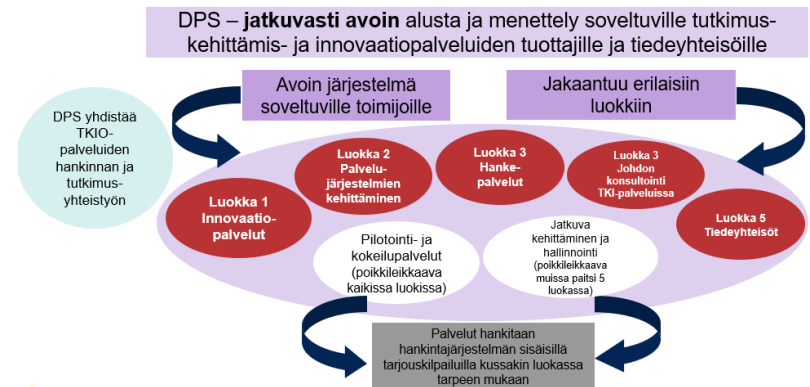 DPS – jatkuvasti avoin alusta ja menettely soveltuville tutkimus-
kehittämis- ja innovaatiopalveluiden tuottajille ja tiedeyhteisöille
Avoin järjestelmä
soveltuville toimijoille
Jakaantuu erilaisiin
luokkiin
DPS yhdistää
TKIO-
palveluiden
hankinnan ja
tutkimus-
yhteistyön
Luokka 1
Innovaatio-
palvelut
Luokka 2
Palvelu-
järjestelmien
kehittäminen
Luokka 3
Hanke-
palvelut
Luokka 3
Johdon
konsultointi
TKI-palveluissa
Luokka 5
Tiedeyhteisöt
Pilotointi- ja
kokeilupalvelut
(poikkileikkaava
kaikissa luokissa)
Jatkuva
kehittäminen ja
hallinnointi
(poikkileikkaava
muissa paitsi 5
luokassa)
Palvelut hankitaan
hankintajärjestelmän sisäisillä
tarjouskilpailuilla kussakin luokassa
tarpeen mukaan